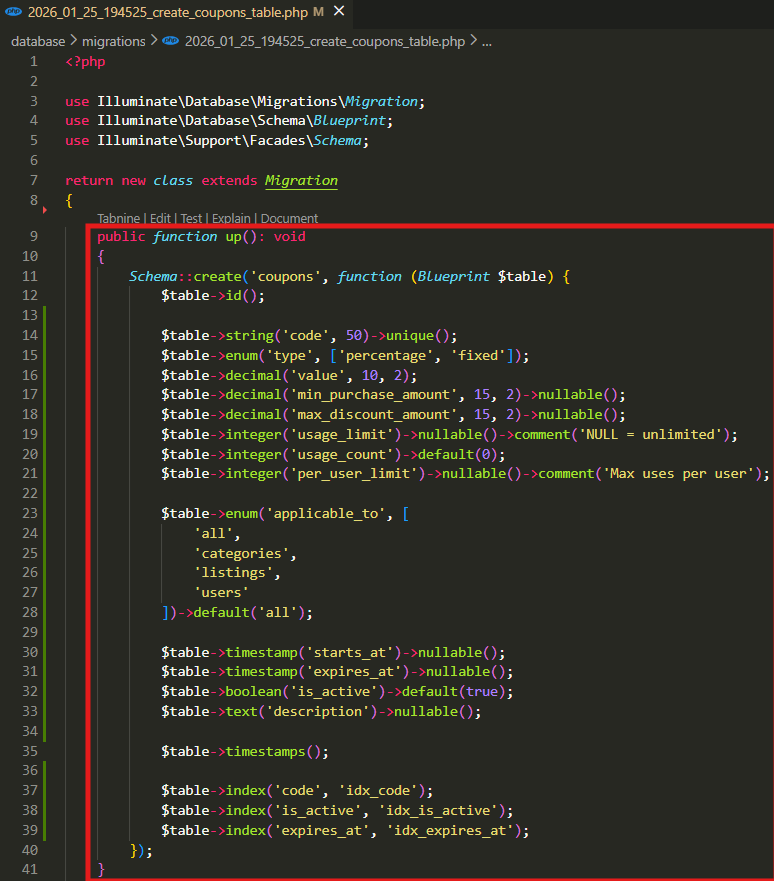 php 2026_01_25_194525_create_coupons_table.php M ×
database > migrations > php 2026_01_25_194525_create_coupons_table.php > ...
1 <?php
2
3 use Illuminate\Database\Migrations\Migration;
4 use Illuminate\Database\Schema\Blueprint;
5 use Illuminate\Support\Facades\Schema;
6
7 return new class extends Migration
8 {
Tabnine | Edit | Test | Explain | Document
9     public function up(): void
10     {
11         Schema::create('coupons', function (Blueprint $table) {
12             $table->id();
13
14             $table->string('code', 50)->unique();
15             $table->enum('type', ['percentage', 'fixed']);
16             $table->decimal('value', 10, 2);
17             $table->decimal('min_purchase_amount', 15, 2)->nullable();
18             $table->decimal('max_discount_amount', 15, 2)->nullable();
19             $table->integer('usage_limit')->nullable()->comment('NULL = unlimited');
20             $table->integer('usage_count')->default(0);
21             $table->integer('per_user_limit')->nullable()->comment('Max uses per user');
22
23             $table->enum('applicable_to', [
24                 'all',
25                 'categories',
26                 'listings',
27                 'users'
28             ])->default('all');
29
30             $table->timestamp('starts_at')->nullable();
31             $table->timestamp('expires_at')->nullable();
32             $table->boolean('is_active')->default(true);
33             $table->text('description')->nullable();
34
35             $table->timestamps();
36
37             $table->index('code', 'idx_code');
38             $table->index('is_active', 'idx_is_active');
39             $table->index('expires_at', 'idx_expires_at');
40         });
41     }